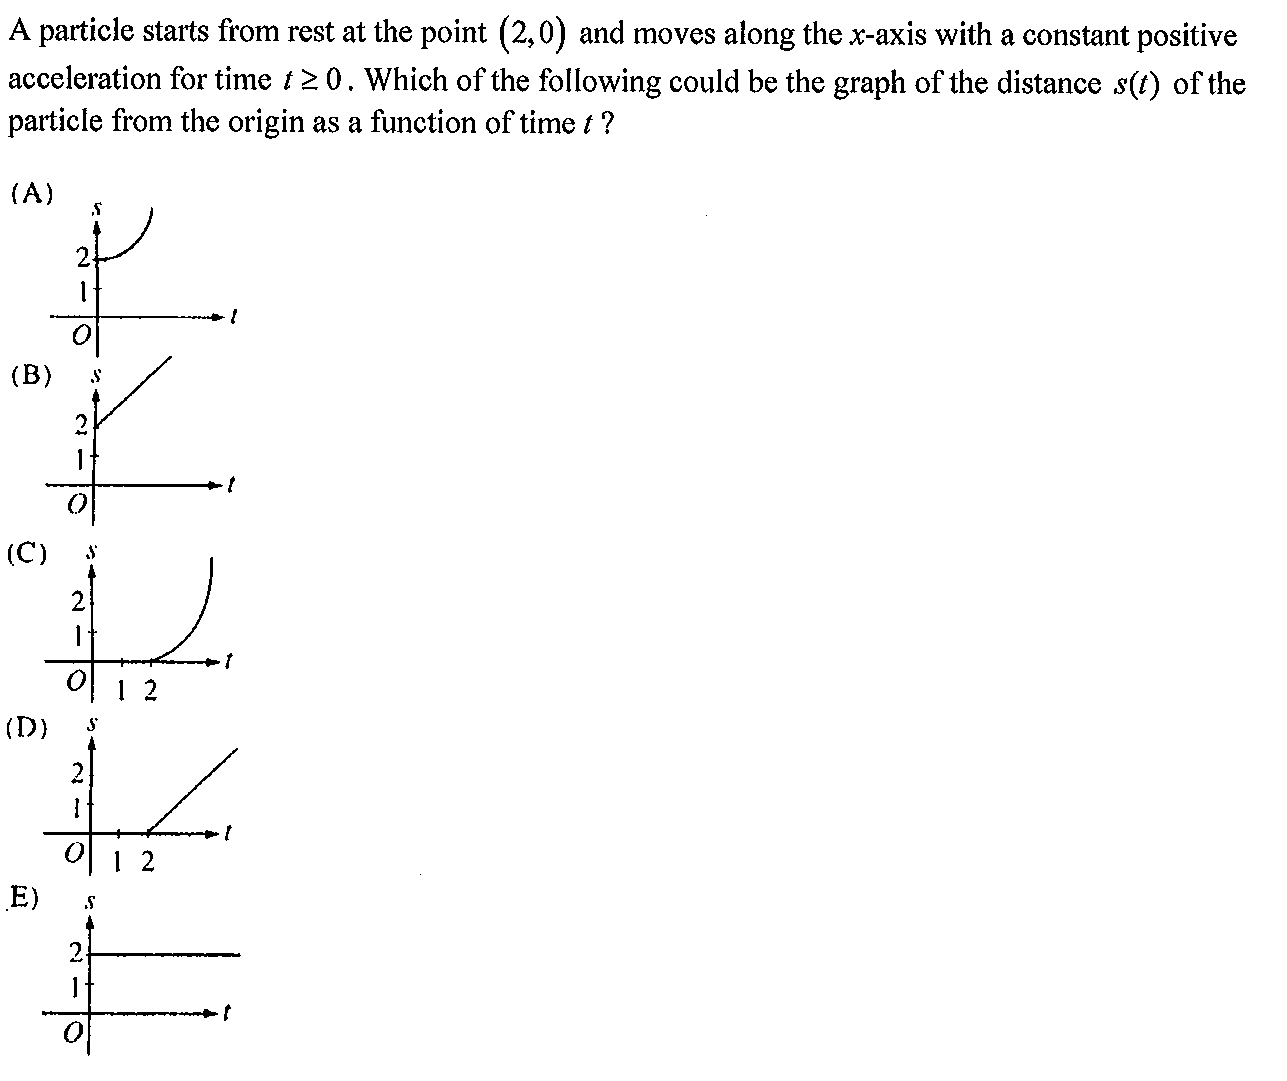 A particle starts from rest at the point (2,0) and moves along the x-axis with a constant positive
acceleration for time t ≥ 0. Which of the following could be the graph of the distance s(t) of the
particle from the origin as a function of time t ?
(A)
s
2
1
t
O
(B)
s
2
1
t
O
(C)
s
2
1
t
O 1 2
(D)
s
2
1
t
O 1 2
E)
s
2
1
t
O